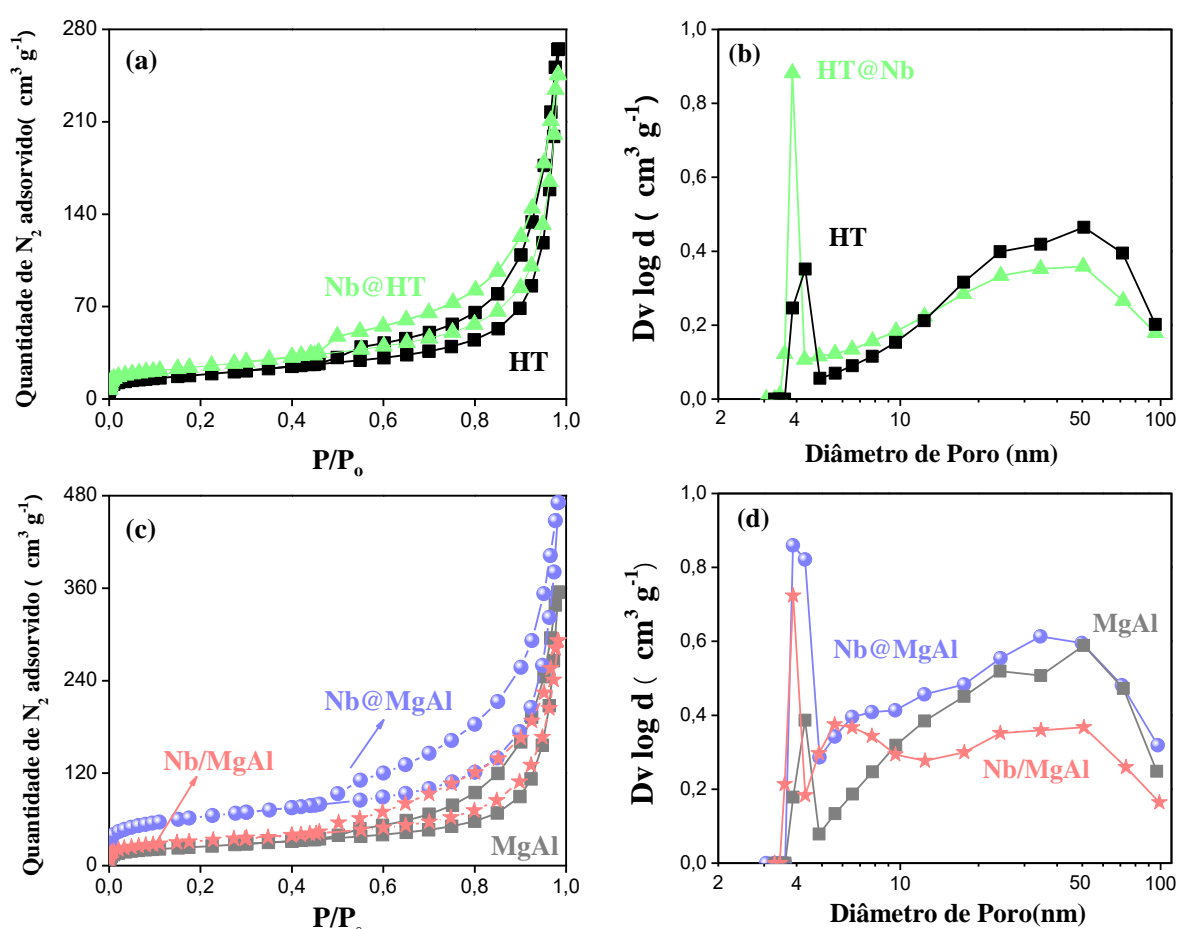 (a)
Quantidade de N2 adsorvido( cm3 g-1)
280
210
140
70
0
Nb@HT
HT
0,0 0,2 0,4 0,6 0,8 1,0
P/Po
(b)
Dv log d ( cm3 g-1)
1,0
0,8
0,6
0,4
0,2
0,0
HT@Nb
HT
2 4 10 50 100
Diâmetro de Poro (nm)
(c)
Quantidade de N2 adsorvido ( cm3 g-1)
480
360
240
120
0
Nb@MgAl
Nb/MgAl
MgAl
0,0 0,2 0,4 0,6 0,8 1,0
P/Po
(d)
Dv log d ( cm3 g-1)
1,0
0,8
0,6
0,4
0,2
0,0
MgAl
Nb@MgAl
Nb/MgAl
2 4 10 50 100
Diâmetro de Poro(nm)